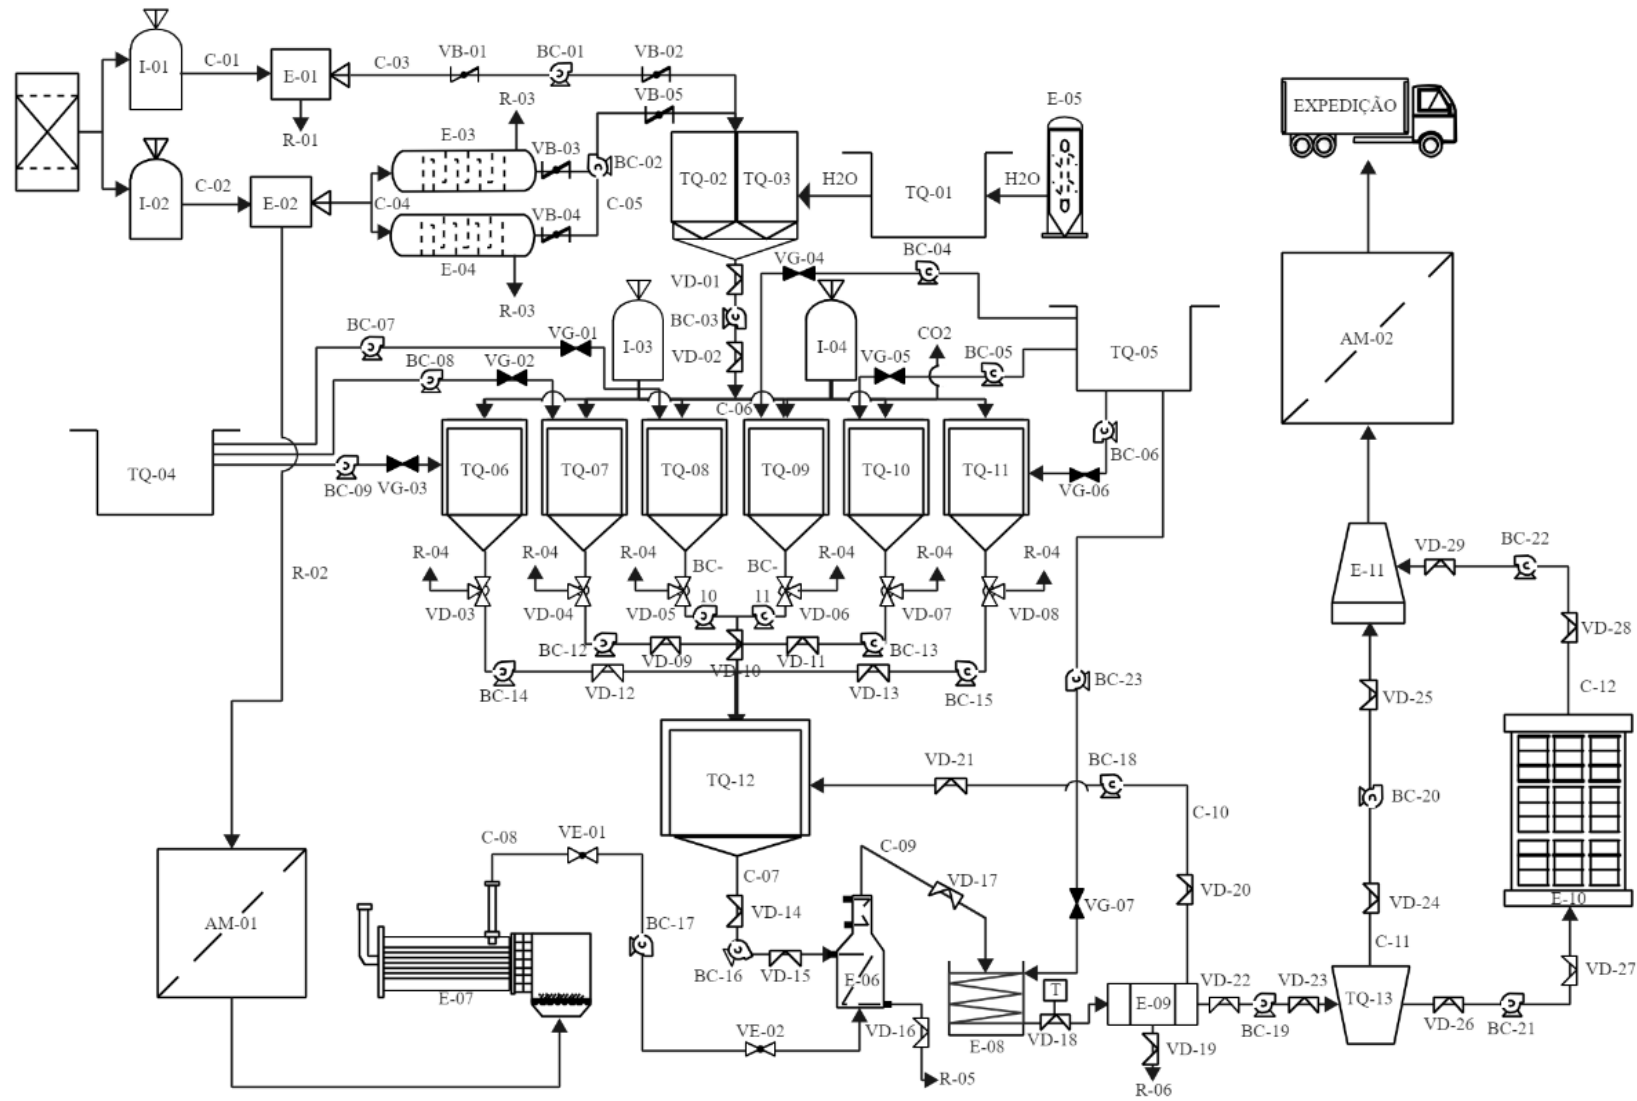 I-01
C-01
E-01
R-01
C-03
VB-01
BC-01
VB-02
VB-05
R-03
E-03
VB-03
BC-02
I-02
C-02
E-02
C-04
VB-04
C-05
E-04
R-03
TQ-02
TQ-03
H2O
TQ-01
H2O
E-05
EXPEDIÇÃO
VD-01
BC-03
VD-02
VG-04
BC-04
I-03
I-04
CO2
VG-05
BC-05
TQ-05
AM-02
BC-07
VG-01
BC-08
VG-02
C-06
TQ-04
BC-09
VG-03
TQ-06
TQ-07
TQ-08
TQ-09
TQ-10
TQ-11
BC-06
VG-06
R-02
R-04
R-04
R-04
BC-
10
BC-
11
R-04
R-04
R-04
VD-03
VD-04
VD-05
VD-06
VD-07
VD-08
BC-12
VD-09
VD-10
VD-11
BC-13
BC-14
VD-12
VD-13
BC-15
BC-23
E-11
VD-29
BC-22
VD-28
VD-25
C-12
TQ-12
VD-21
BC-18
C-10
BC-20
C-08
VE-01
C-07
C-09
VD-14
VD-17
VG-07
VD-20
VD-24
E-10
AM-01
E-07
BC-17
BC-16
VD-15
E-06
C-11
VD-27
T
E-09
VD-22
VD-23
TQ-13
BC-19
VD-26
BC-21
VE-02
VD-16
E-08
VD-18
VD-19
R-05
R-06